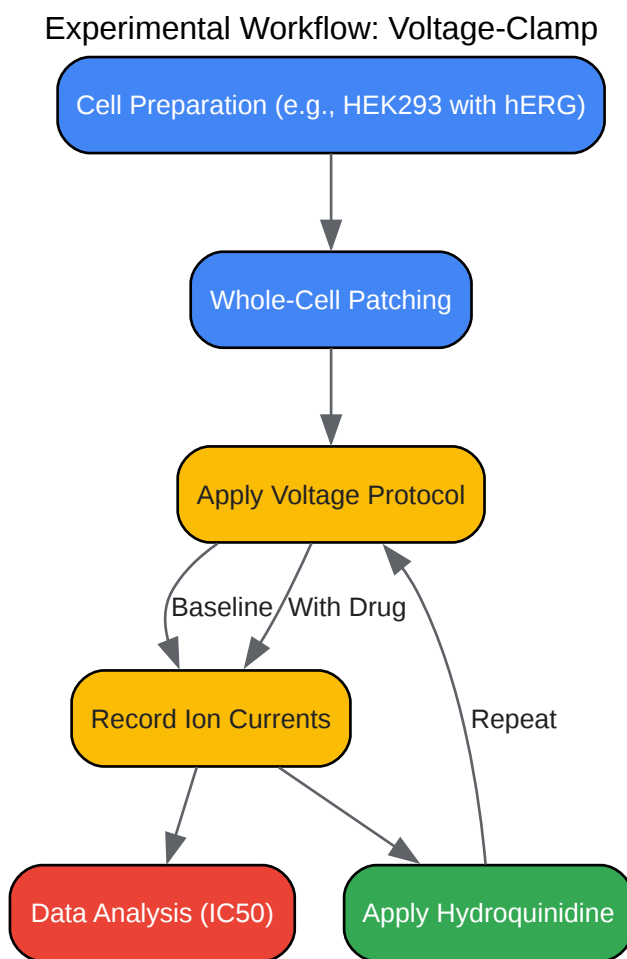 Experimental Workflow: Voltage-Clamp
Cell Preparation (e.g., HEK293 with hERG)
Whole-Cell Patching
Apply Voltage Protocol
Baseline
With Drug
Record Ion Currents
Repeat
Data Analysis (IC50)
Apply Hydroquinidine